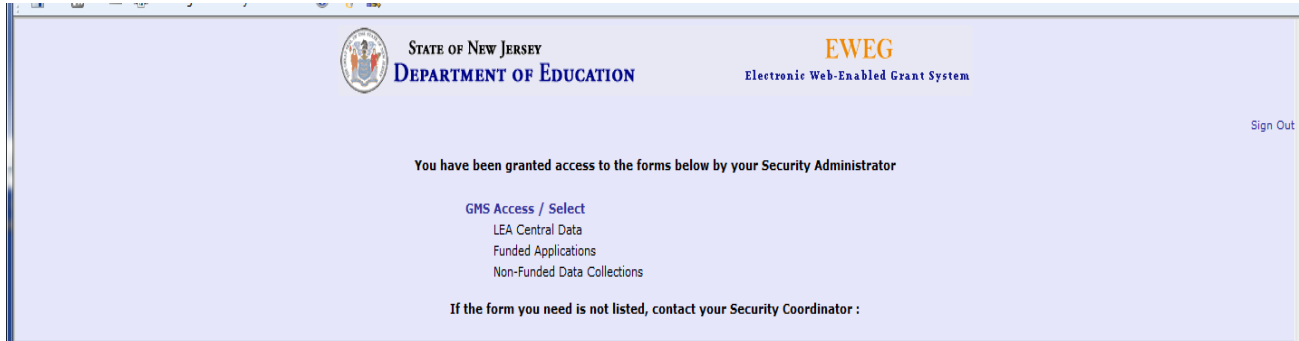 STATE OF NEW JERSEY
DEPARTMENT OF EDUCATION
EWEG
Electronic Web-Enabled Grant System
Sign Out
You have been granted access to the forms below by your Security Administrator
GMS Access / Select
LEA Central Data
Funded Applications
Non-Funded Data Collections
If the form you need is not listed, contact your Security Coordinator :